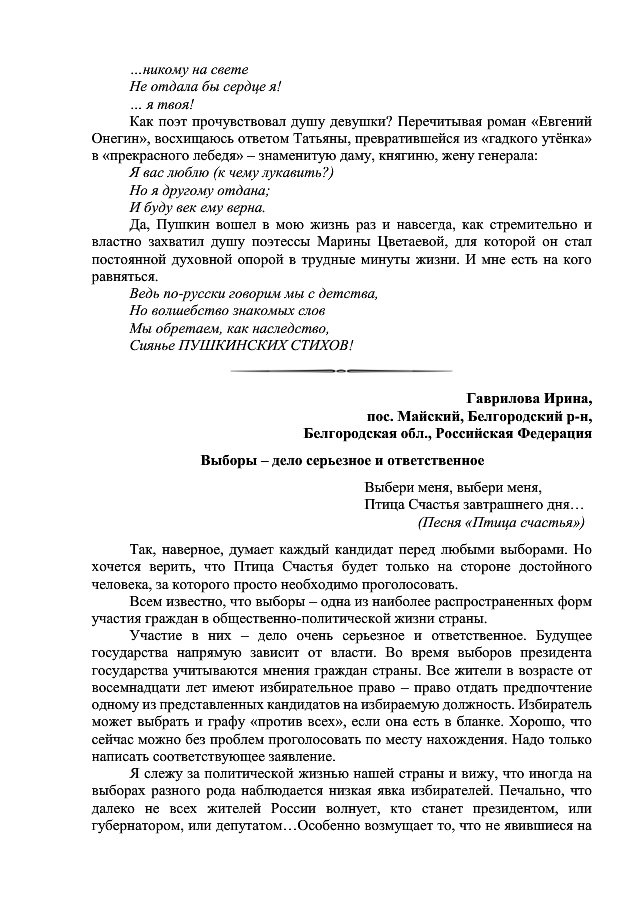 …никому на свете
Не отдала бы сердце я!
… я твоя!
Как поэт прочувствовал душу девушки? Перечитывая роман «Евгений
Онегин», восхищаюсь ответом Татьяны, превратившейся из «гадкого утёнка»
в «прекрасного лебедя» – знаменитую даму, княгиню, жену генерала:
Я вас люблю (к чему лукавить?)
Но я другому отдана;
И буду век ему верна.
Да, Пушкин вошел в мою жизнь раз и навсегда, как стремительно и
властно захватил душу поэтессы Марины Цветаевой, для которой он стал
постоянной духовной опорой в трудные минуты жизни. И мне есть на кого
равняться.
Ведь по-русски говорим мы с детства,
Но волшебство знакомых слов
Мы обретаем, как наследство,
Сиянье ПУШКИНСКИХ СТИХОВ!
Гаврилова Ирина,
пос. Майский, Белгородский р-н,
Белгородская обл., Российская Федерация
Выборы – дело серьезное и ответственное
Выбери меня, выбери меня,
Птица Счастья завтрашнего дня…
(Песня «Птица счастья»)
Так, наверное, думает каждый кандидат перед любыми выборами. Но
хочется верить, что Птица Счастья будет только на стороне достойного
человека, за которого просто необходимо проголосовать.
Всем известно, что выборы – одна из наиболее распространенных форм
участия граждан в общественно-политической жизни страны.
Участие в них – дело очень серьезное и ответственное. Будущее
государства напрямую зависит от власти. Во время выборов президента
государства учитываются мнения граждан страны. Все жители в возрасте от
восемнадцати лет имеют избирательное право – право отдать предпочтение
одному из представленных кандидатов на избираемую должность. Избиратель
может выбрать и графу «против всех», если она есть в бланке. Хорошо, что
сейчас можно без проблем проголосовать по месту нахождения. Надо только
написать соответствующее заявление.
Я слежу за политической жизнью нашей страны и вижу, что иногда на
выборах разного рода наблюдается низкая явка избирателей. Печально, что
далеко не всех жителей России волнует, кто станет президентом, или
губернатором, или депутатом…Особенно возмущает то, что не явившиеся на